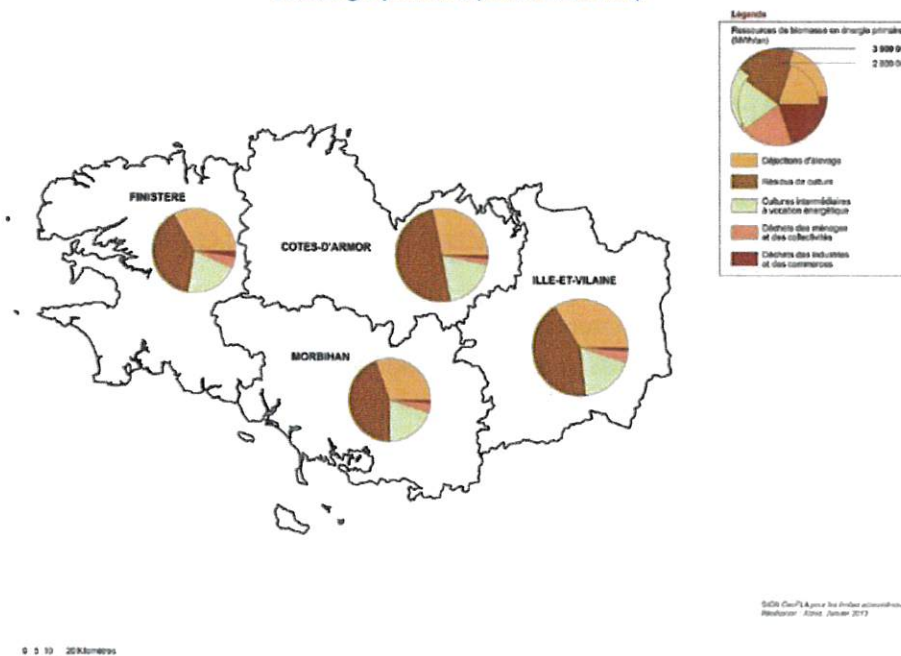 Légende
Ressources de biomasse en énergie primaire
(MWh/an)
Déjections d'élevage
Résidus de culture
Cultures intermédiaires
à vocation énergétique
Déchets des ménages
et des collectivités
Déchets des industries
et des commerces
FINISTERE
COTES-D'ARMOR
ILLE-ET-VILAINE
MORBIHAN
0 5 10 20 Kilomètres